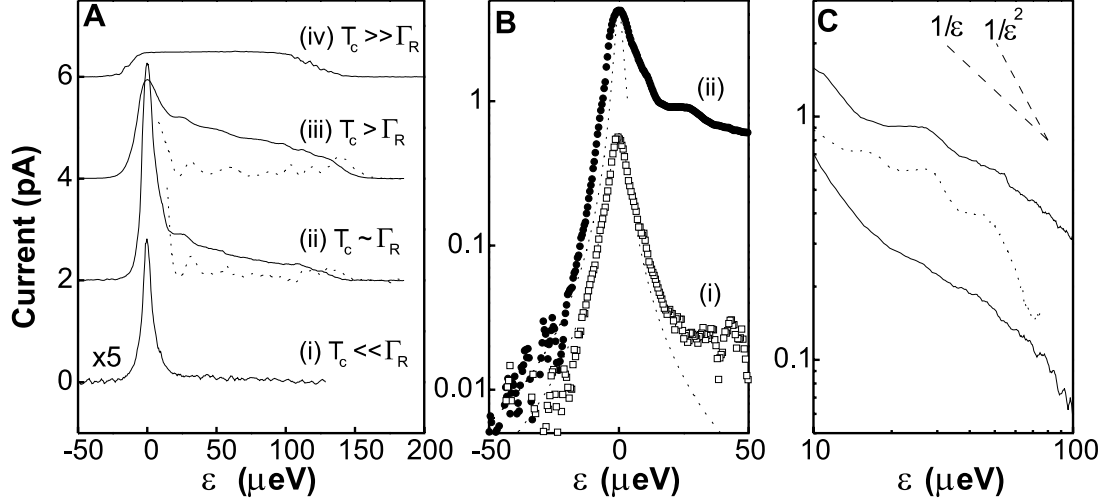 A
(iv) T_c >> Γ_R
6
(iii) T_c > Γ_R
4
(ii) T_c ~ Γ_R
2
x5
(i) T_c << Γ_R
0
Current (pA)
-50 0 50 100 150 200
ε (μeV)
B
(ii)
1
(i)
0.1
0.01
-50 0 50
ε (μeV)
C
1/ε
1/ε²
1
0.1
10 100
ε (μeV)